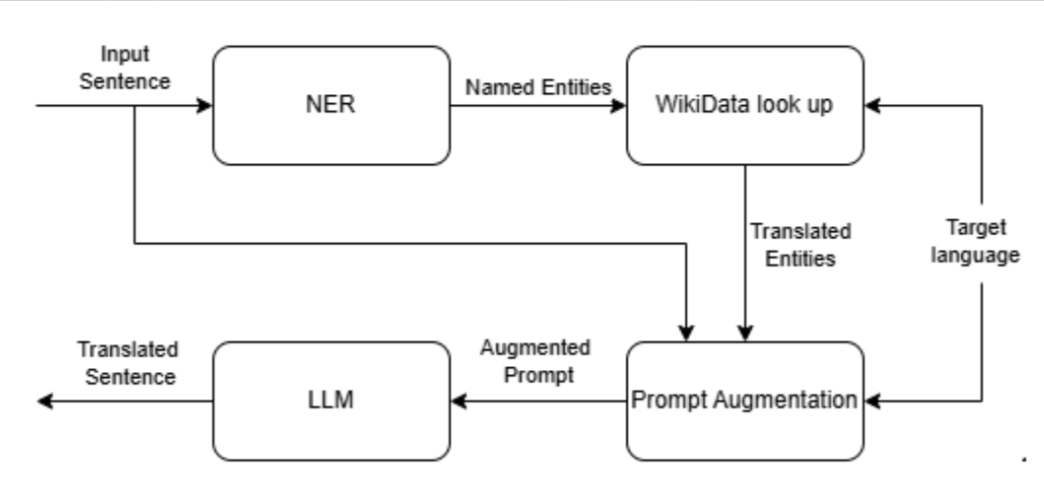 Input
Sentence
NER
Named Entities
WikiData look up
Translated
Entities
Target
language
Translated
Sentence
LLM
Augmented
Prompt
Prompt Augmentation